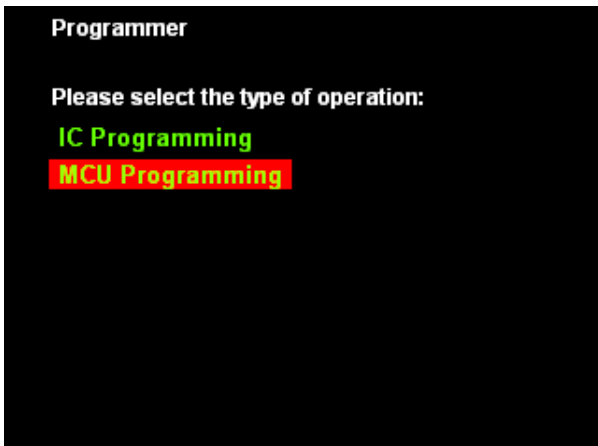 Programmer
Please select the type of operation:
IC Programming
MCU Programming